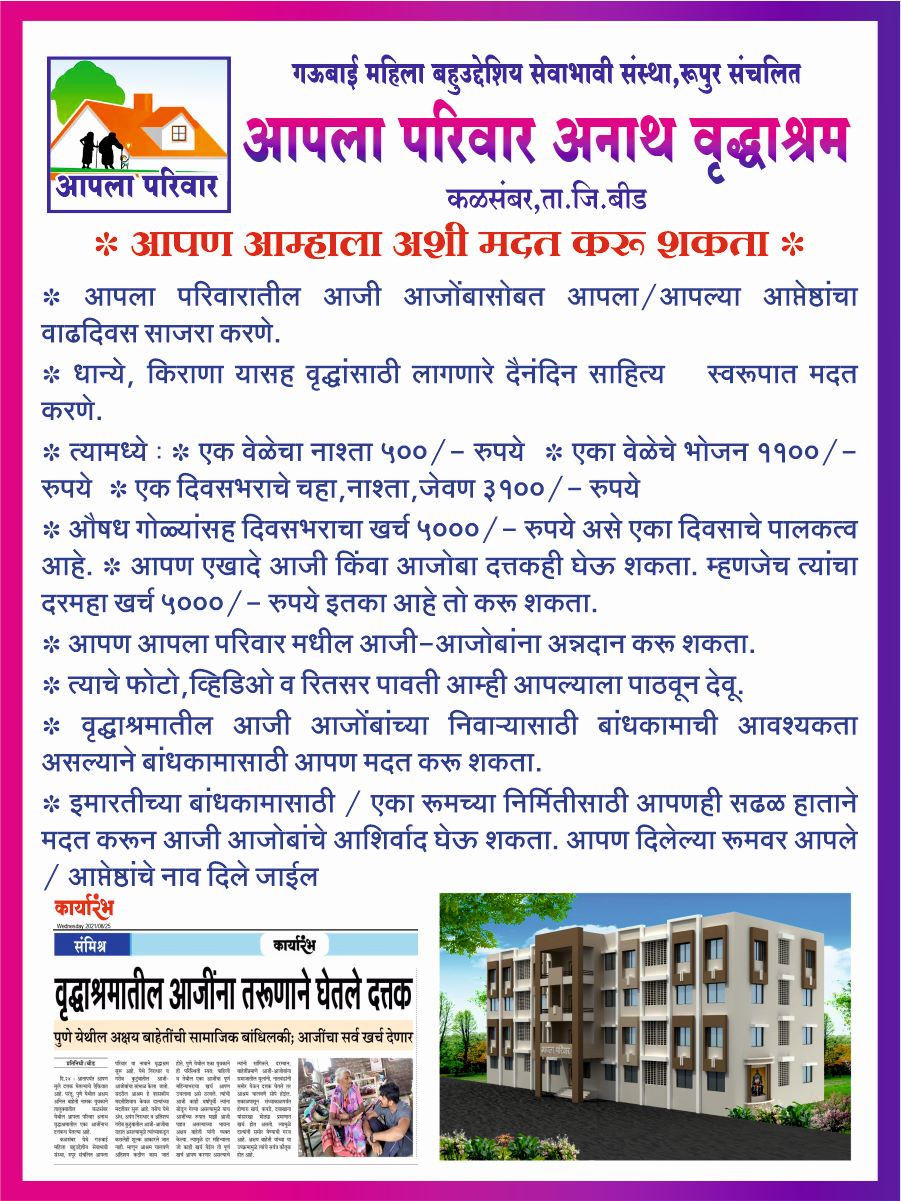 गऊबाई महिला बहुउद्देशिय सेवाभावी संस्था,रूपुर संचलित
आपला परिवार अनाथ वृद्धाश्रम
आपला परिवार
कळसंबर,ता.जि.बीड
* आपण आम्हाला अशी मदत करू शकता *
* आपला परिवारातील आजी आजोंबासोबत आपला/आपल्या आप्तेष्ठांचा
वाढदिवस साजरा करणे.
* धान्ये, किराणा यासह वृद्धांसाठी लागणारे दैनंदिन साहित्य स्वरूपात मदत
करणे.
* त्यामध्ये : * एक वेळेचा नाश्ता ५००/- रुपये * एका वेळेचे भोजन ११००/-
रुपये * एक दिवसभराचे चहा,नाश्ता,जेवण ३१००/- रुपये
* औषध गोळ्यांसह दिवसभराचा खर्च ५०००/- रुपये असे एका दिवसाचे पालकत्व
आहे. * आपण एखादे आजी किंवा आजोबा दत्तकही घेऊ शकता. म्हणजेच त्यांचा
दरमहा खर्च ५०००/- रुपये इतका आहे तो करू शकता.
* आपण आपला परिवार मधील आजी-आजोबांना अन्नदान करू शकता.
* त्याचे फोटो,व्हिडिओ व रितसर पावती आम्ही आपल्याला पाठवून देवू.
* वृद्धाश्रमातील आजी आजोंबांच्या निवाऱ्यासाठी बांधकामाची आवश्यकता
असल्याने बांधकामासाठी आपण मदत करू शकता.
* इमारतीच्या बांधकामासाठी / एका रूमच्या निर्मितीसाठी आपणही सढळ हाताने
मदत करून आजी आजोबांचे आशिर्वाद घेऊ शकता. आपण दिलेल्या रूमवर आपले
/ आप्तेष्ठांचे नाव दिले जाईल
कार्यारंभ
Wednesday 2021/08/25
संमिश्र
कार्यारंभ
वृद्धाश्रमातील आजींना तरूणाने घेतले दत्तक
पुणे येथील अक्षय बाहेतींची सामाजिक बांधिलकी; आजींचा सर्व खर्च देणार
प्रतिनिधी । बीड
आपला परिवार